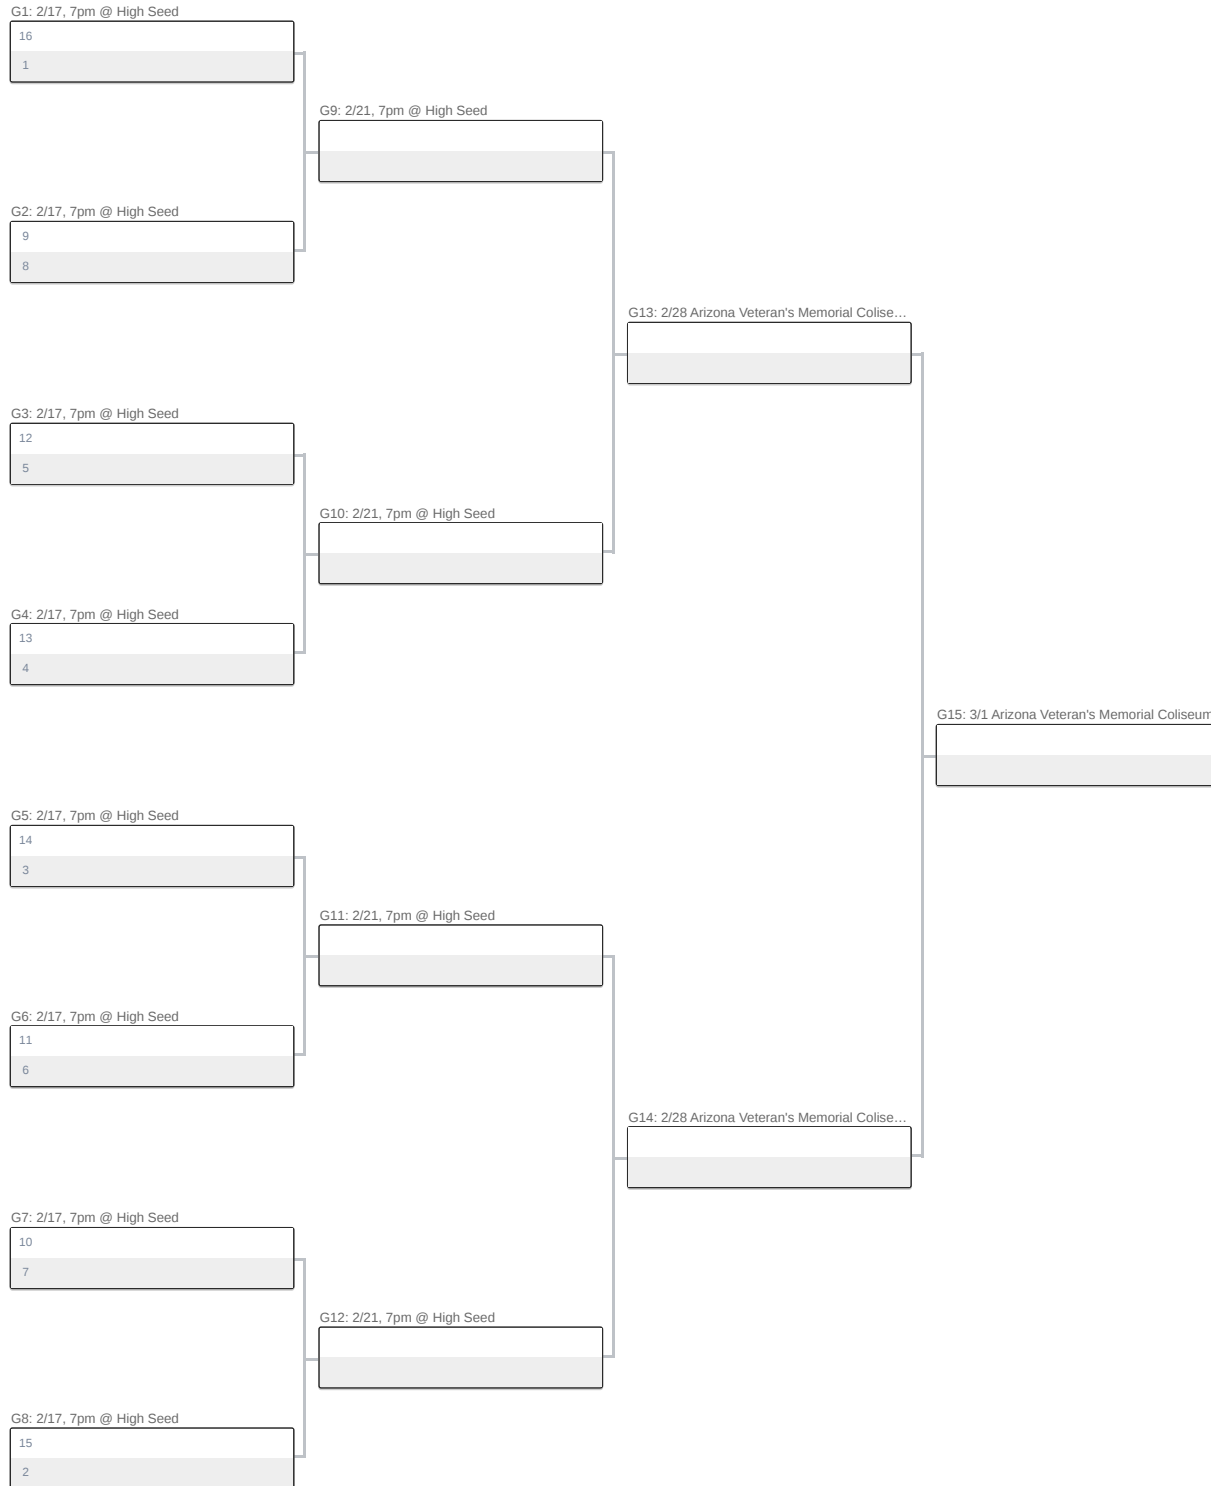 G1: 2/17, 7pm @ High Seed
16
1
G9: 2/21, 7pm @ High Seed
G2: 2/17, 7pm @ High Seed
9
8
G13: 2/28 Arizona Veteran's Memorial Colise…
G3: 2/17, 7pm @ High Seed
12
5
G10: 2/21, 7pm @ High Seed
G4: 2/17, 7pm @ High Seed
13
4
G15: 3/1 Arizona Veteran's Memorial Coliseum
G5: 2/17, 7pm @ High Seed
14
3
G11: 2/21, 7pm @ High Seed
G6: 2/17, 7pm @ High Seed
11
6
G14: 2/28 Arizona Veteran's Memorial Colise…
G7: 2/17, 7pm @ High Seed
10
7
G12: 2/21, 7pm @ High Seed
G8: 2/17, 7pm @ High Seed
15
2